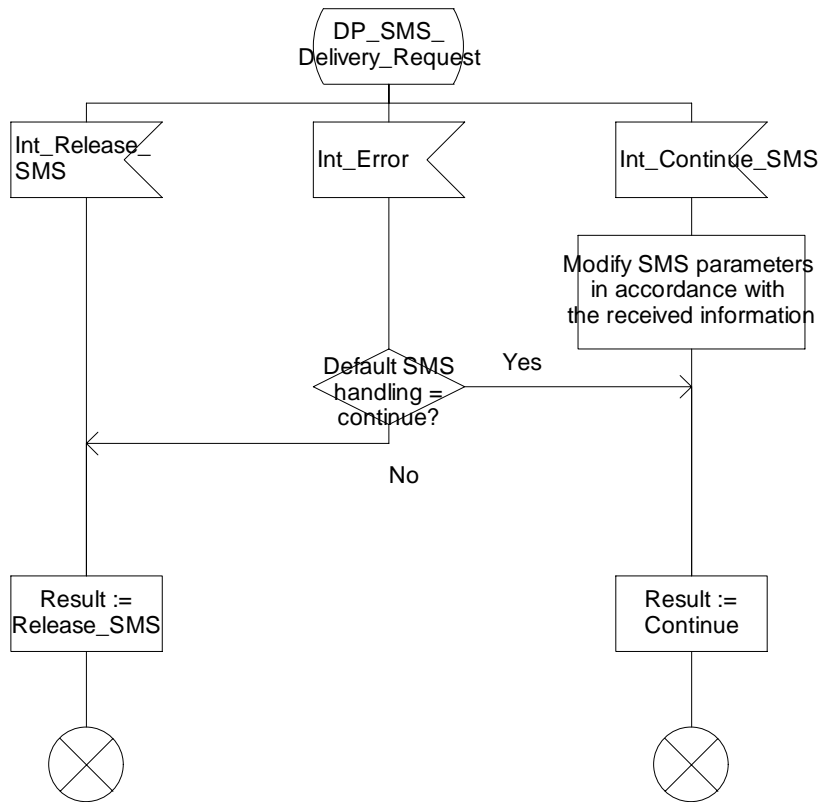 DP_SMS_
Delivery_Request
Int_Release_
SMS
Int_Error
Int_Continue_SMS
Modify SMS parameters
in accordance with
the received information
Default SMS
handling =
continue?
Yes
No
Result :=
Release_SMS
Result :=
Continue